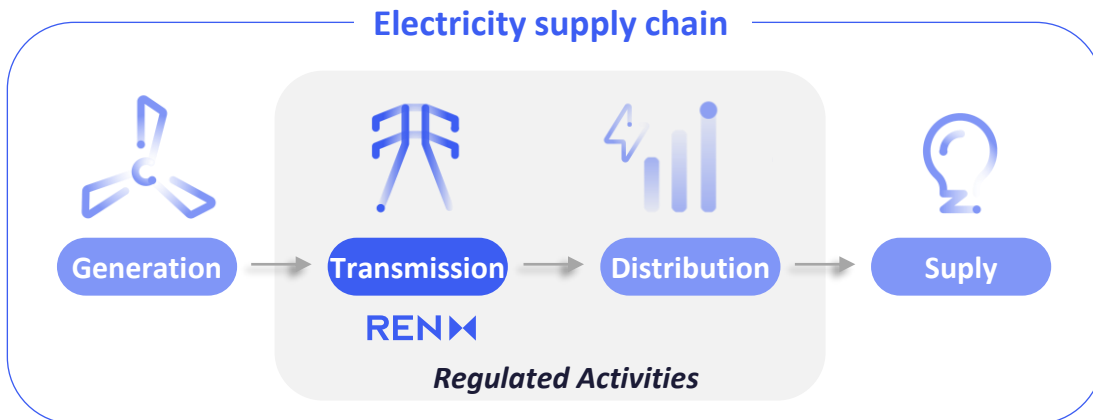 Electricity supply chain
Generation
Transmission
Distribution
Suply
REN
Regulated Activities